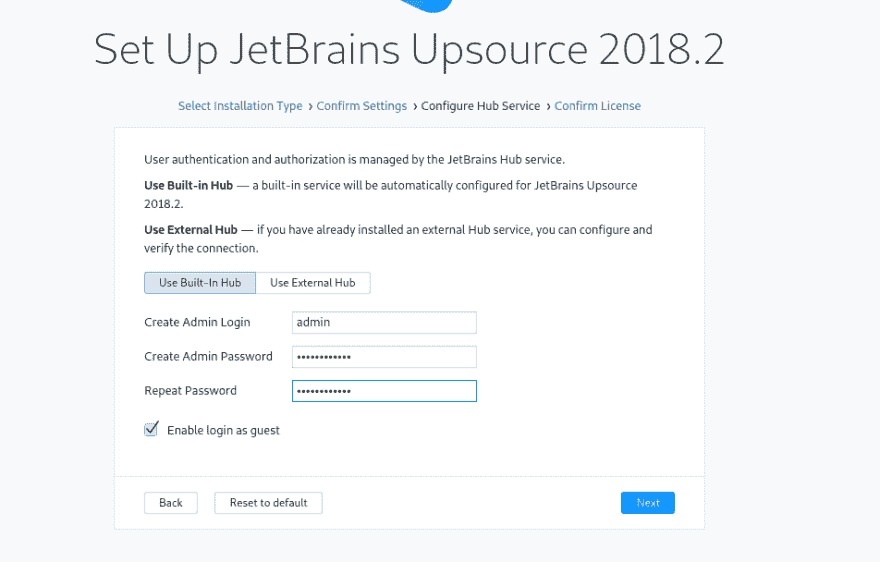 Set Up JetBrains Upsource 2018.2
Select Installation Type › Confirm Settings › Configure Hub Service › Confirm License
User authentication and authorization is managed by the JetBrains Hub service.
Use Built-in Hub — a built-in service will be automatically configured for JetBrains Upsource
2018.2.
Use External Hub — if you have already installed an external Hub service, you can configure and
verify the connection.
Use Built-In Hub Use External Hub
Create Admin Login admin
Create Admin Password ••••••••••••
Repeat Password ••••••••••••
Enable login as guest
Back Reset to default Next